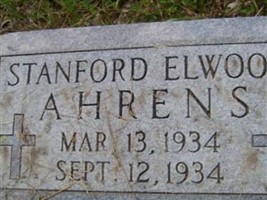 STANFORD ELWOO
AHRENS
MAR 13, 1934
SEPT. 12, 1934